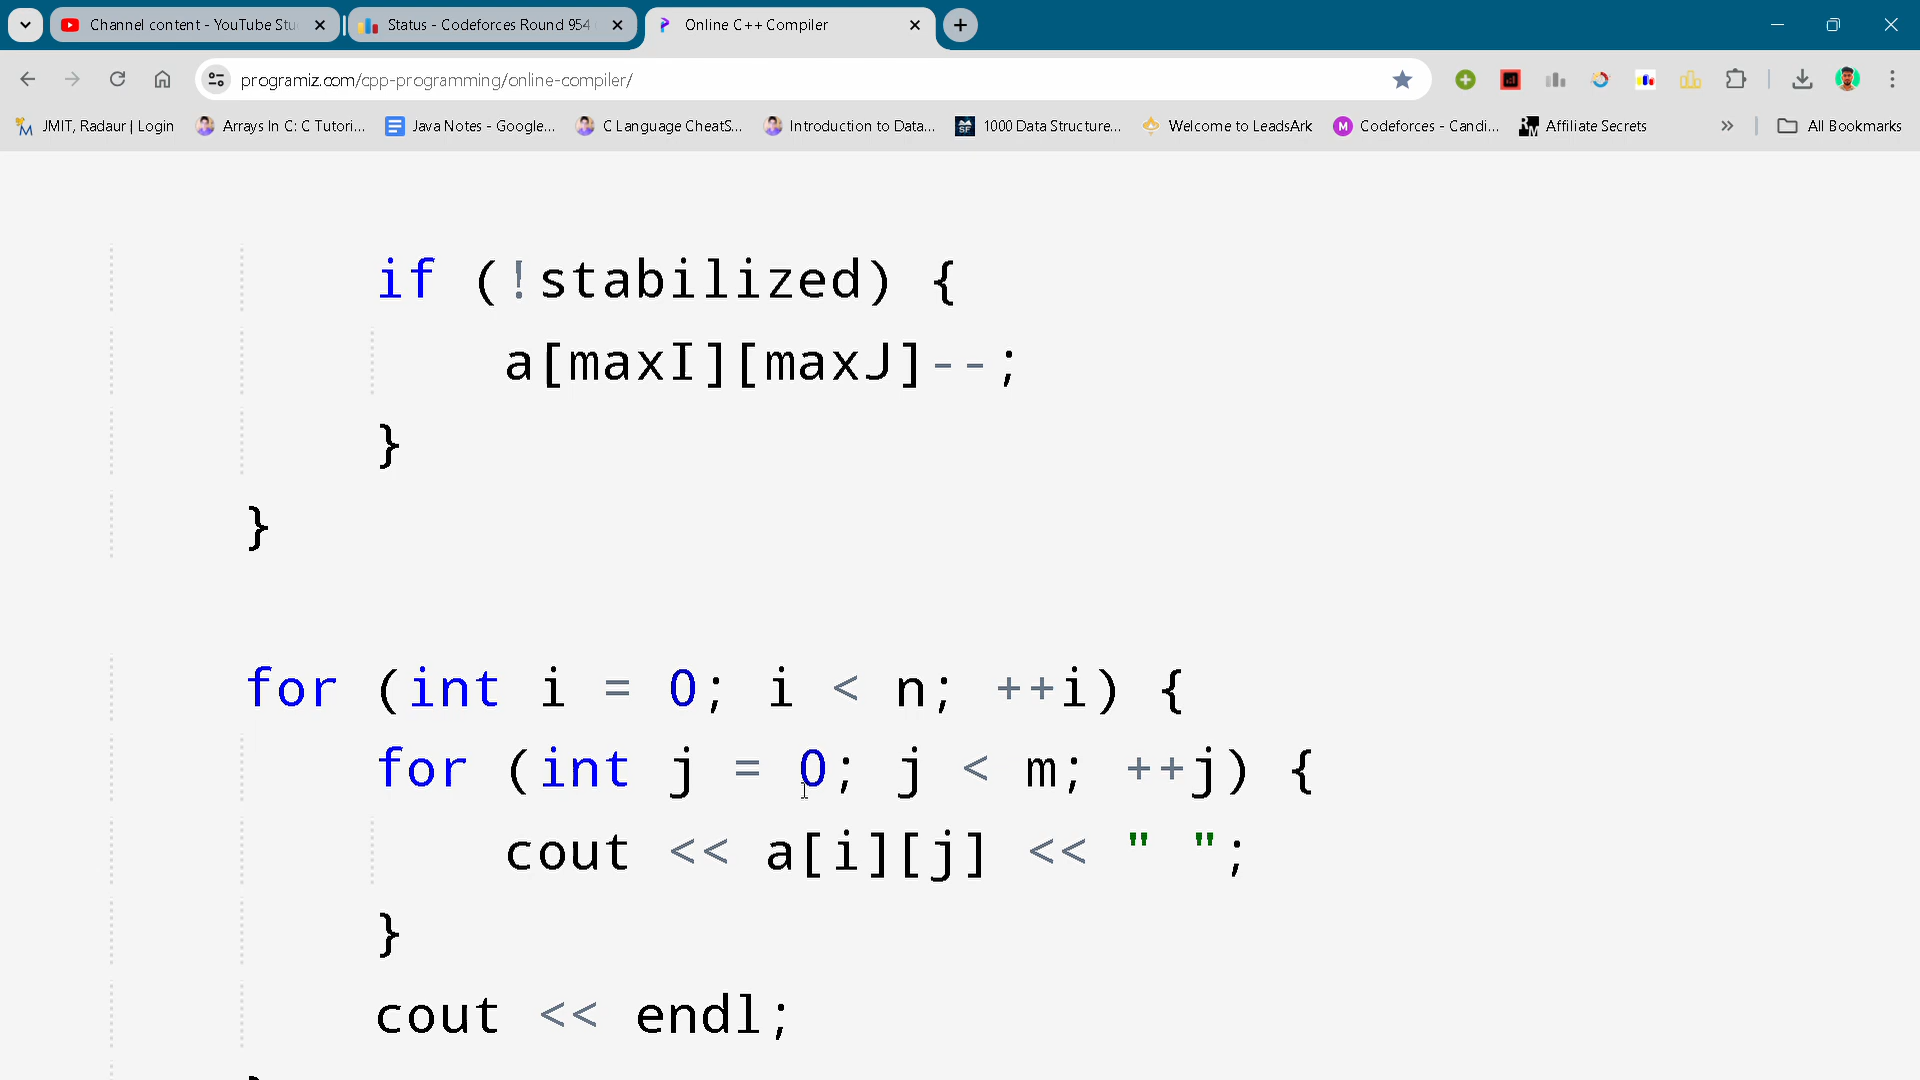 Channel content - YouTube Stu
Status - Codeforces Round 954
Online C++ Compiler
programiz.com/cpp-programming/online-compiler/
JMIT, Radaur | Login
Arrays In C: C Tutori...
Java Notes - Google...
C Language CheatS...
Introduction to Data...
1000 Data Structure...
Welcome to LeadsArk
Codeforces - Candi...
Affiliate Secrets
All Bookmarks
if (!stabilized) {
a[maxI][maxJ]--;
}
}
for (int i = 0; i < n; ++i) {
for (int j = 0; j < m; ++j) {
cout << a[i][j] << " ";
}
cout << endl;